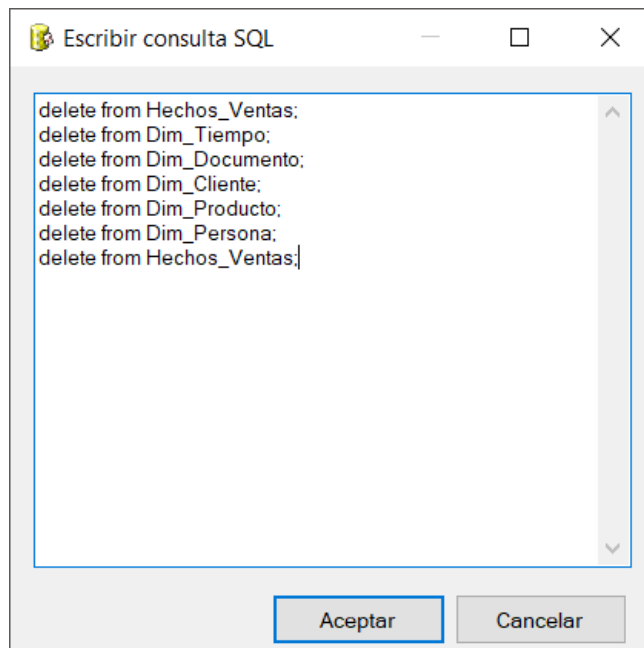 Escribir consulta SQL
delete from Hechos_Ventas;
delete from Dim_Tiempo;
delete from Dim_Documento;
delete from Dim_Cliente;
delete from Dim_Producto;
delete from Dim_Persona;
delete from Hechos_Ventas;
Aceptar
Cancelar